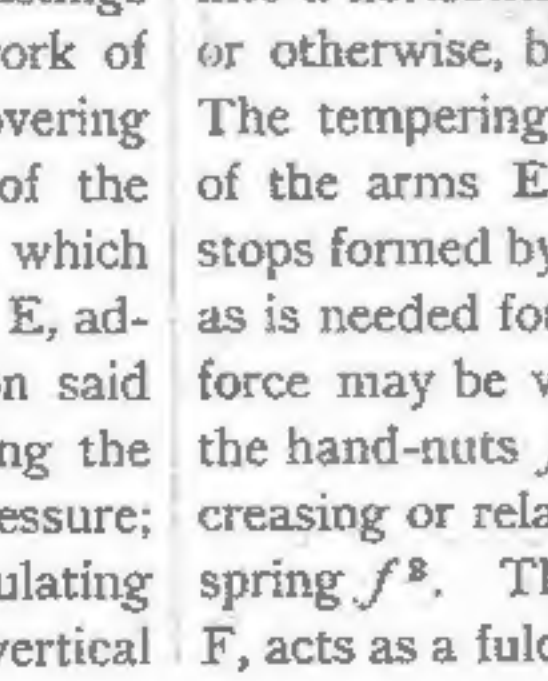 ork of
overing
of the
which
E, ad-
on said
ng the
essure;
ulating
vertical
or otherwise, b
The tempering
of the arms E
stops formed by
as is needed for
force may be v
the hand-nuts f
creasing or rela
spring f². Th
F, acts as a fulc